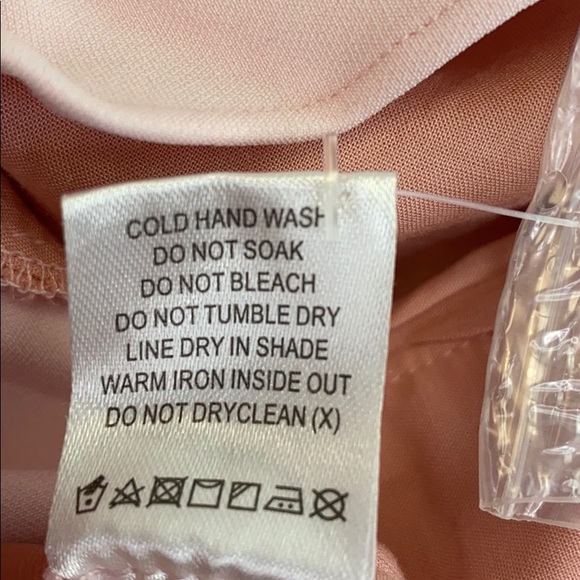 COLD HAND WASH
DO NOT SOAK
DO NOT BLEACH
DO NOT TUMBLE DRY
LINE DRY IN SHADE
WARM IRON INSIDE OUT
DO NOT DRYCLEAN (X)